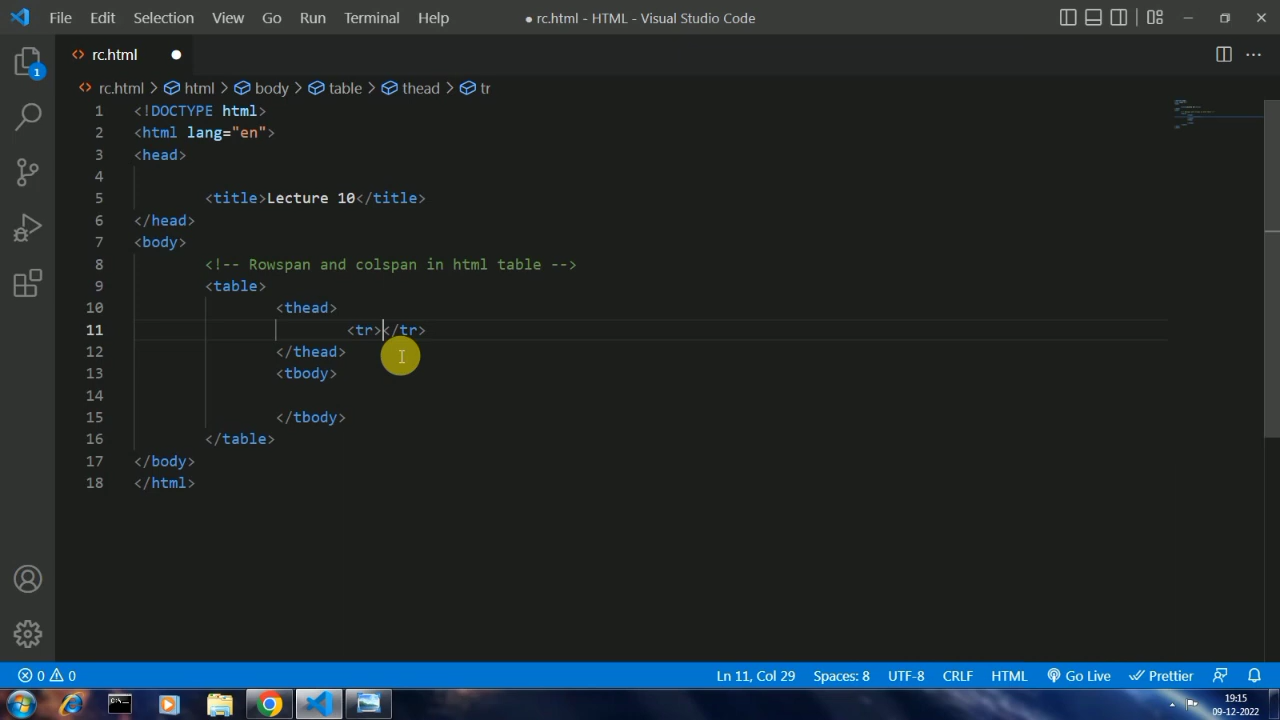 File Edit Selection View Go Run Terminal Help ● rc.html - HTML - Visual Studio Code
<> rc.html ●
1
<> rc.html > html > body > table > thead > tr
1 <!DOCTYPE html>
2 <html lang="en">
3 <head>
4
5 <title>Lecture 10</title>
6 </head>
7 <body>
8 <!-- Rowspan and colspan in html table -->
9 <table>
10 <thead>
11 <tr></tr>
12 </thead>
13 <tbody>
14
15 </tbody>
16 </table>
17 </body>
18 </html>
0 0 Ln 11, Col 29 Spaces: 8 UTF-8 CRLF HTML Go Live Prettier
19:15
09-12-2022